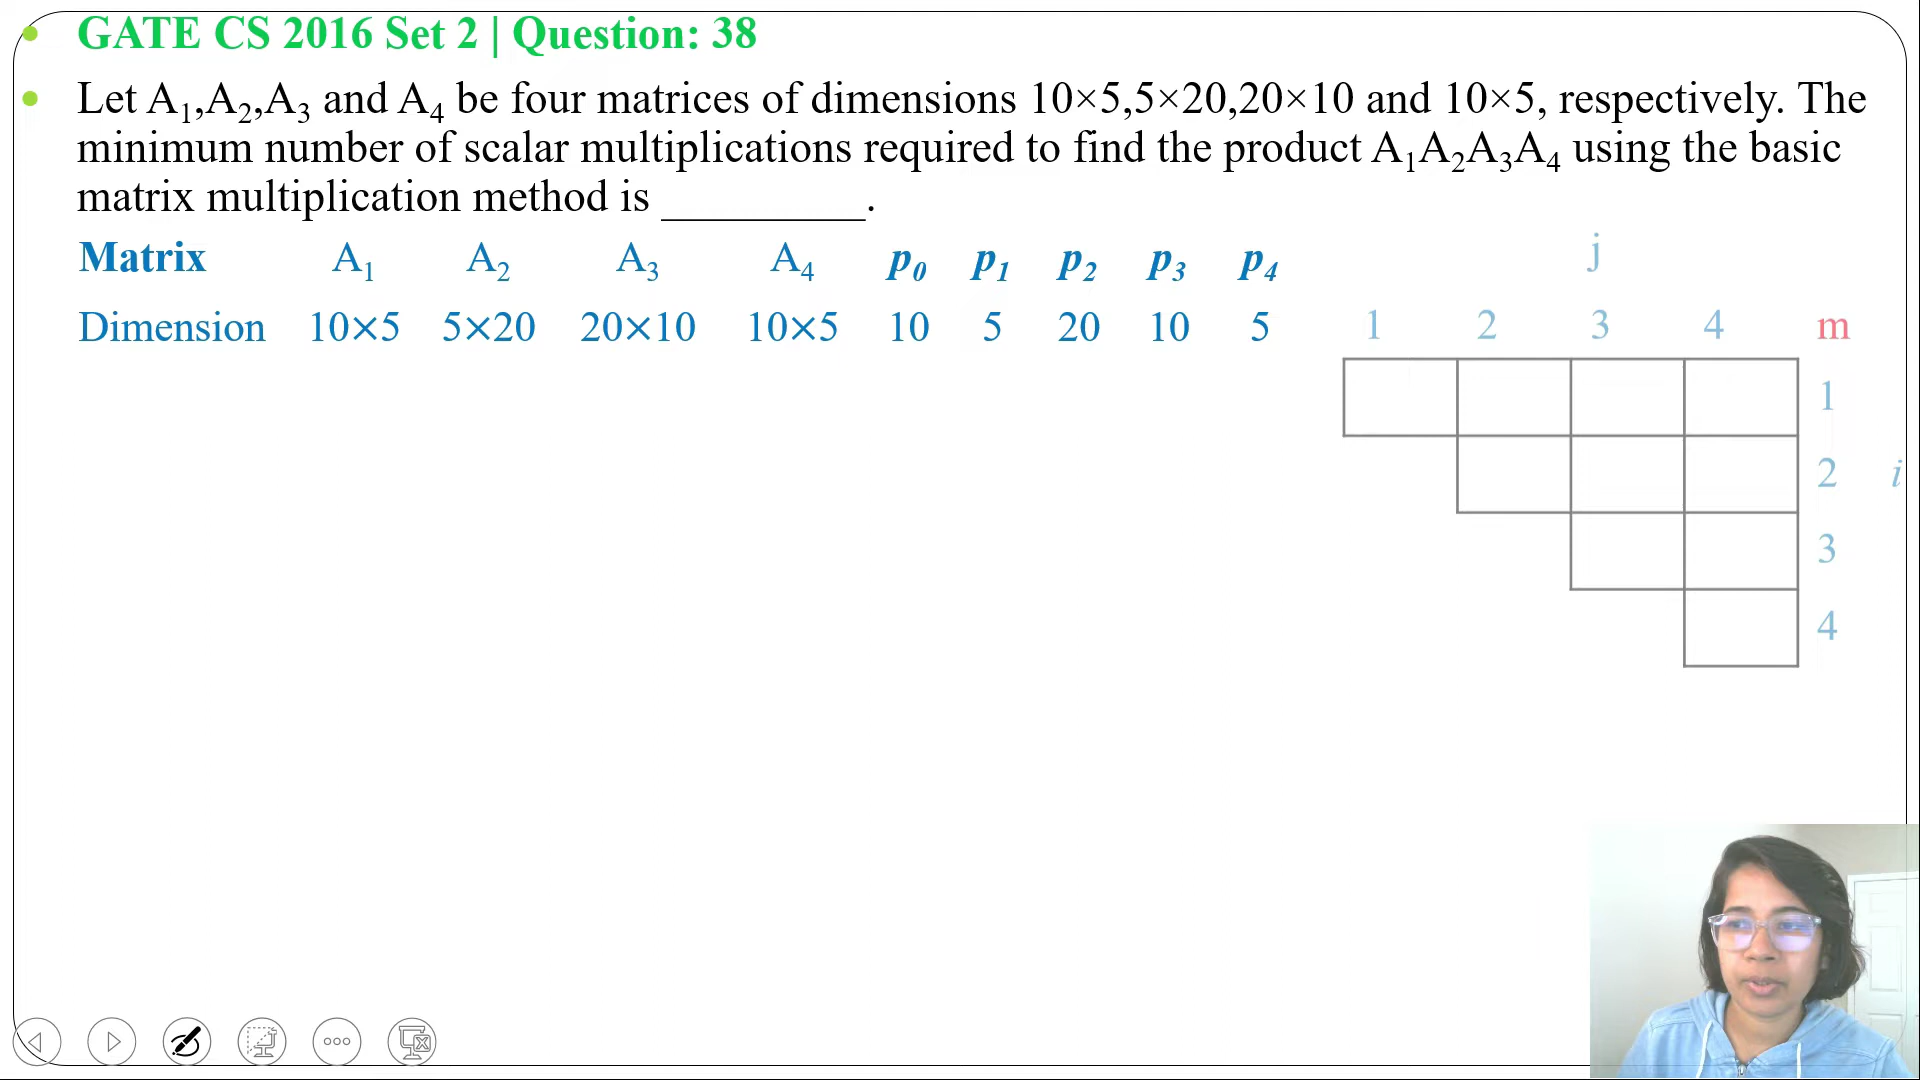 GATE CS 2016 Set 2 | Question: 38
Let A₁,A₂,A₃ and A₄ be four matrices of dimensions 10×5,5×20,20×10 and 10×5, respectively. The
minimum number of scalar multiplications required to find the product A₁A₂A₃A₄ using the basic
matrix multiplication method is _________.
Matrix A₁ A₂ A₃ A₄ p₀ p₁ p₂ p₃ p₄
j
Dimension 10×5 5×20 20×10 10×5 10 5 20 10 5
1 2 3 4 m
1
2 i
3
4